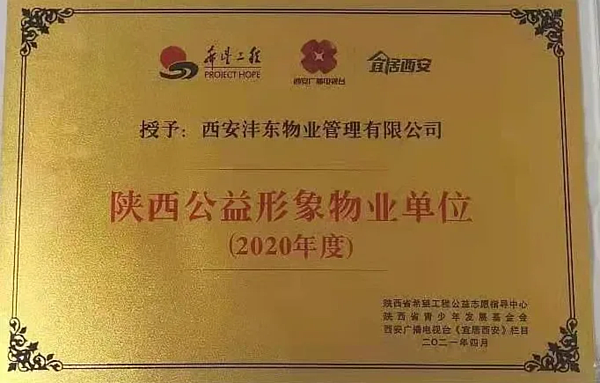 希望工程 西安广播电视台 宜居西安
PROJECT HOPE
授予：西安沣东物业管理有限公司
陕西公益形象物业单位
(2020年度)
陕西省希望工程公益志愿指导中心
陕西省青少年发展基金会
西安广播电视台《宜居西安》栏目
二〇二一年四月